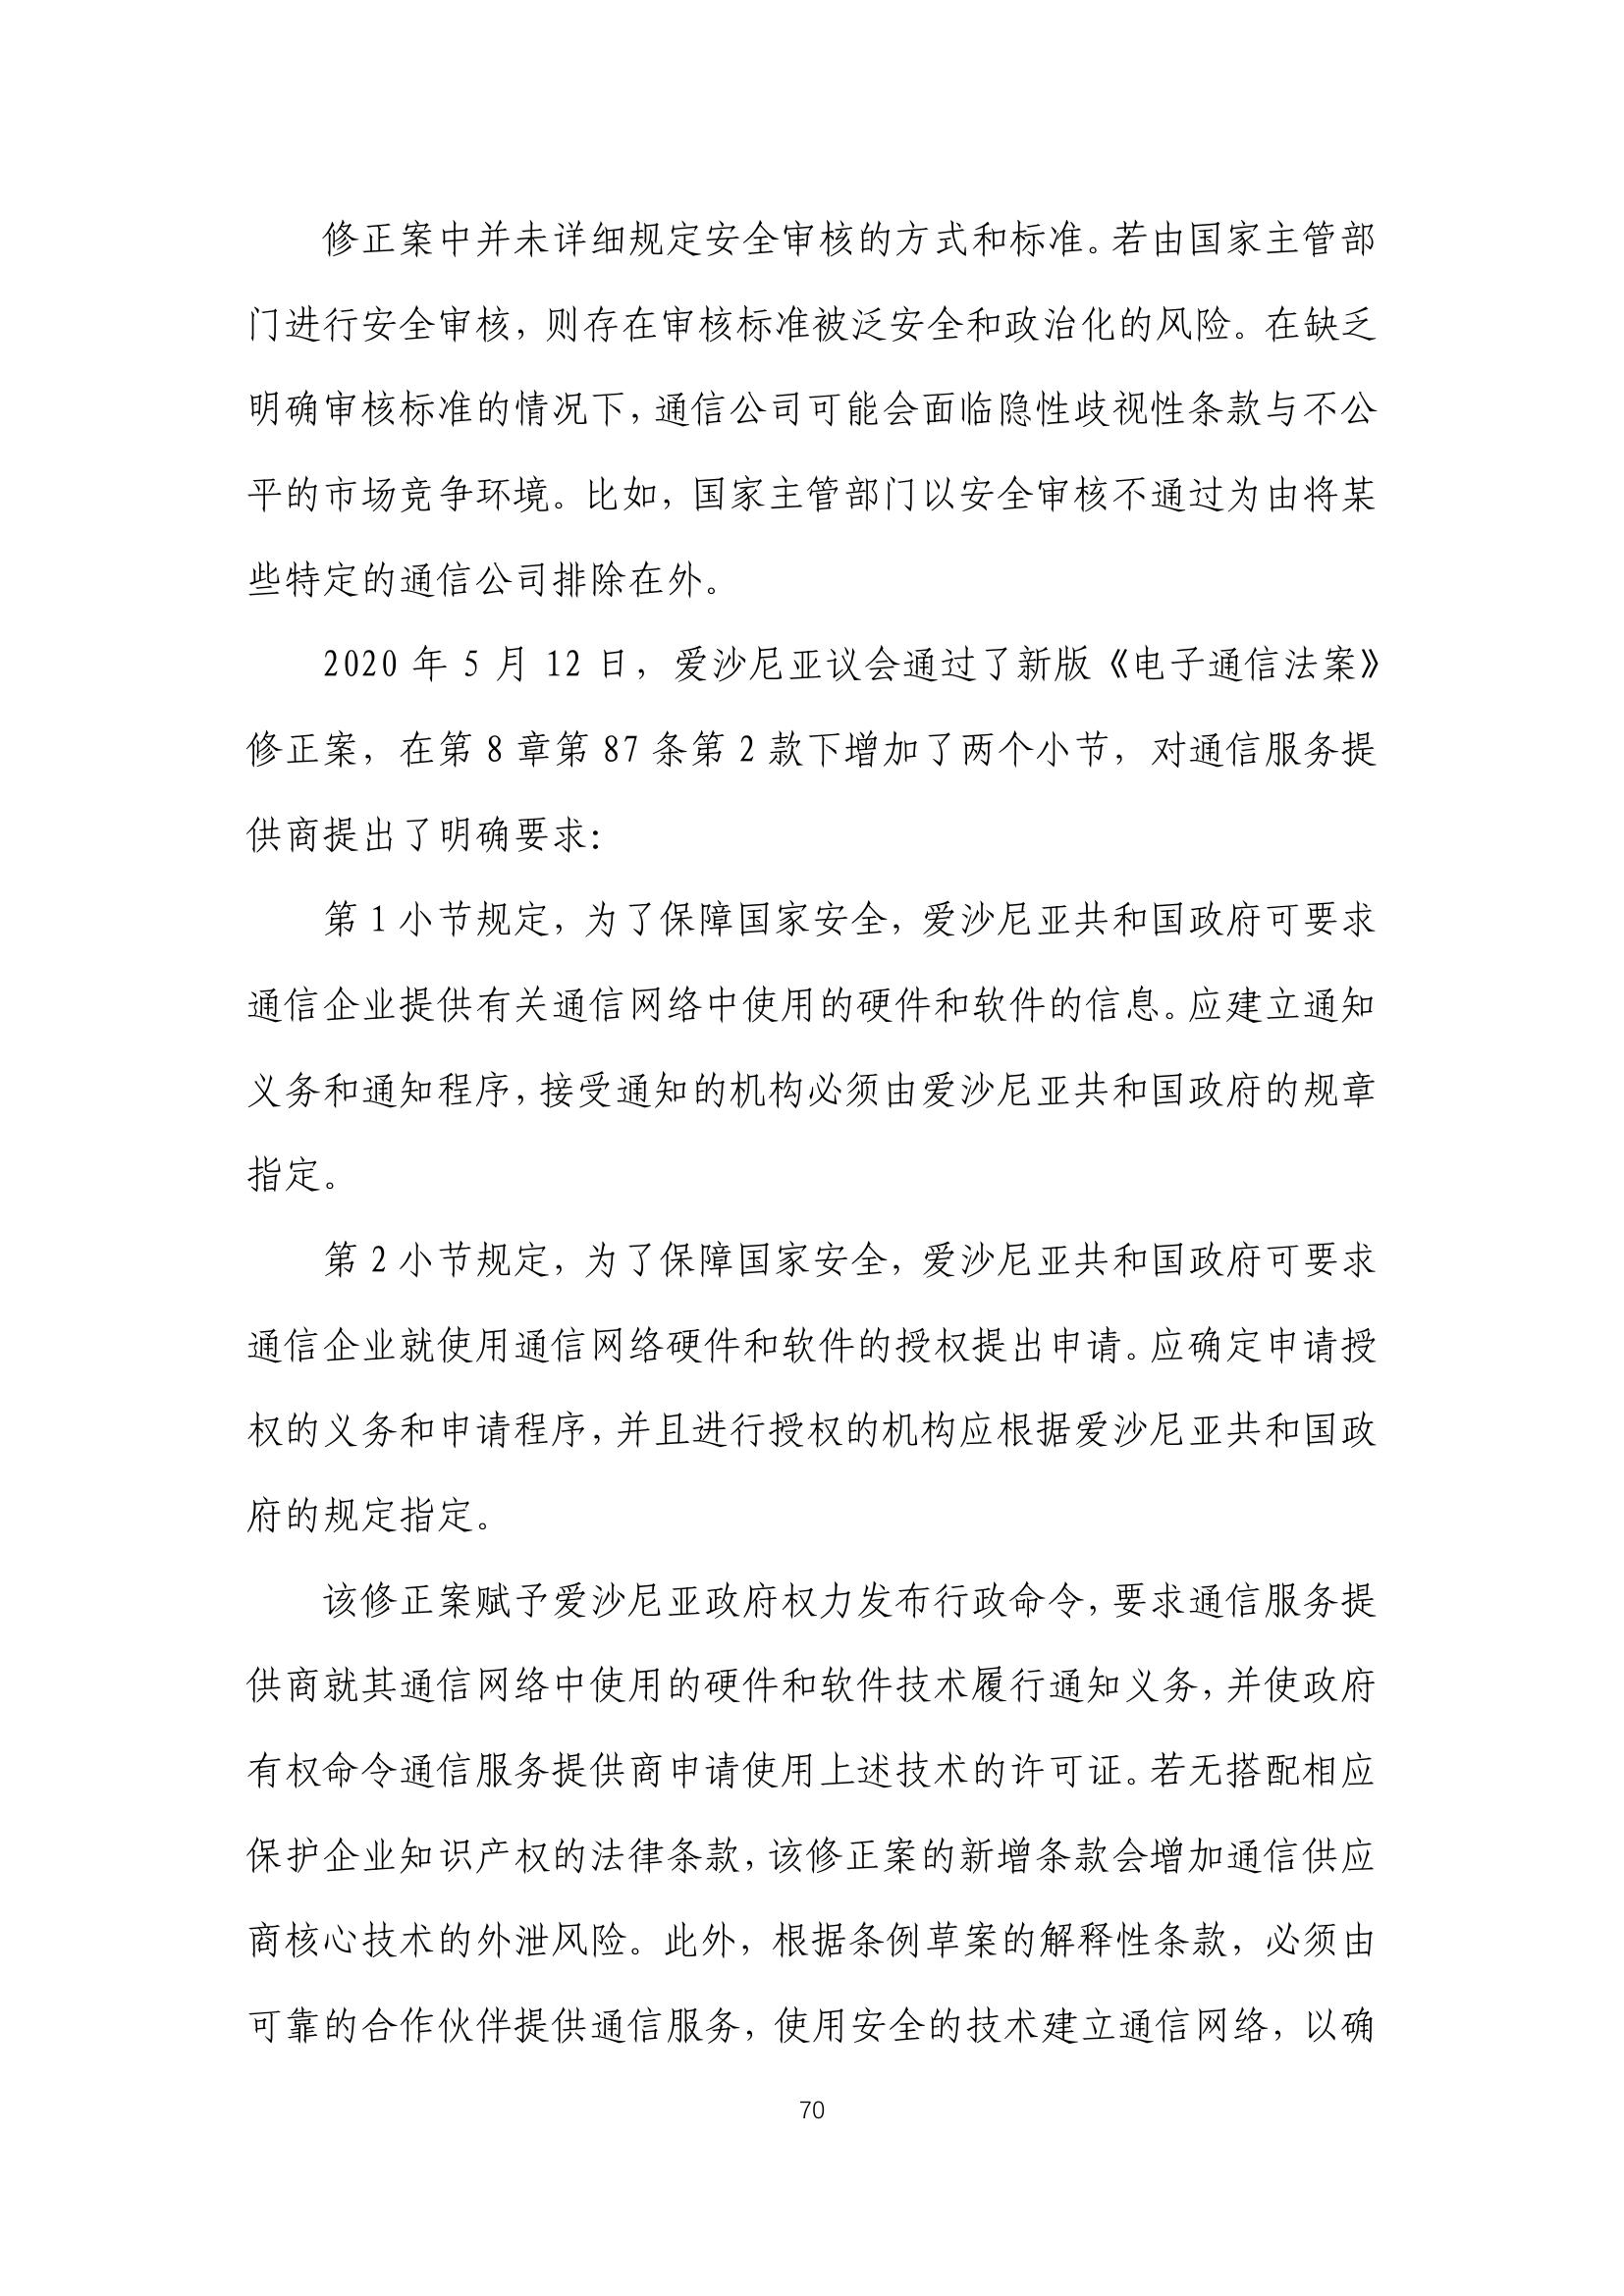 修正案中并未详细规定安全审核的方式和标准。若由国家主管部
门进行安全审核，则存在审核标准被泛安全和政治化的风险。在缺乏
明确审核标准的情况下，通信公司可能会面临隐性歧视性条款与不公
平的市场竞争环境。比如，国家主管部门以安全审核不通过为由将某
些特定的通信公司排除在外。
2020 年 5 月 12 日，爱沙尼亚议会通过了新版《电子通信法案》
修正案，在第 8 章第 87 条第 2 款下增加了两个小节，对通信服务提
供商提出了明确要求：
第 1 小节规定，为了保障国家安全，爱沙尼亚共和国政府可要求
通信企业提供有关通信网络中使用的硬件和软件的信息。应建立通知
义务和通知程序，接受通知的机构必须由爱沙尼亚共和国政府的规章
指定。
第 2 小节规定，为了保障国家安全，爱沙尼亚共和国政府可要求
通信企业就使用通信网络硬件和软件的授权提出申请。应确定申请授
权的义务和申请程序，并且进行授权的机构应根据爱沙尼亚共和国政
府的规定指定。
该修正案赋予爱沙尼亚政府权力发布行政命令，要求通信服务提
供商就其通信网络中使用的硬件和软件技术履行通知义务，并使政府
有权命令通信服务提供商申请使用上述技术的许可证。若无搭配相应
保护企业知识产权的法律条款，该修正案的新增条款会增加通信供应
商核心技术的外泄风险。此外，根据条例草案的解释性条款，必须由
可靠的合作伙伴提供通信服务，使用安全的技术建立通信网络，以确
70